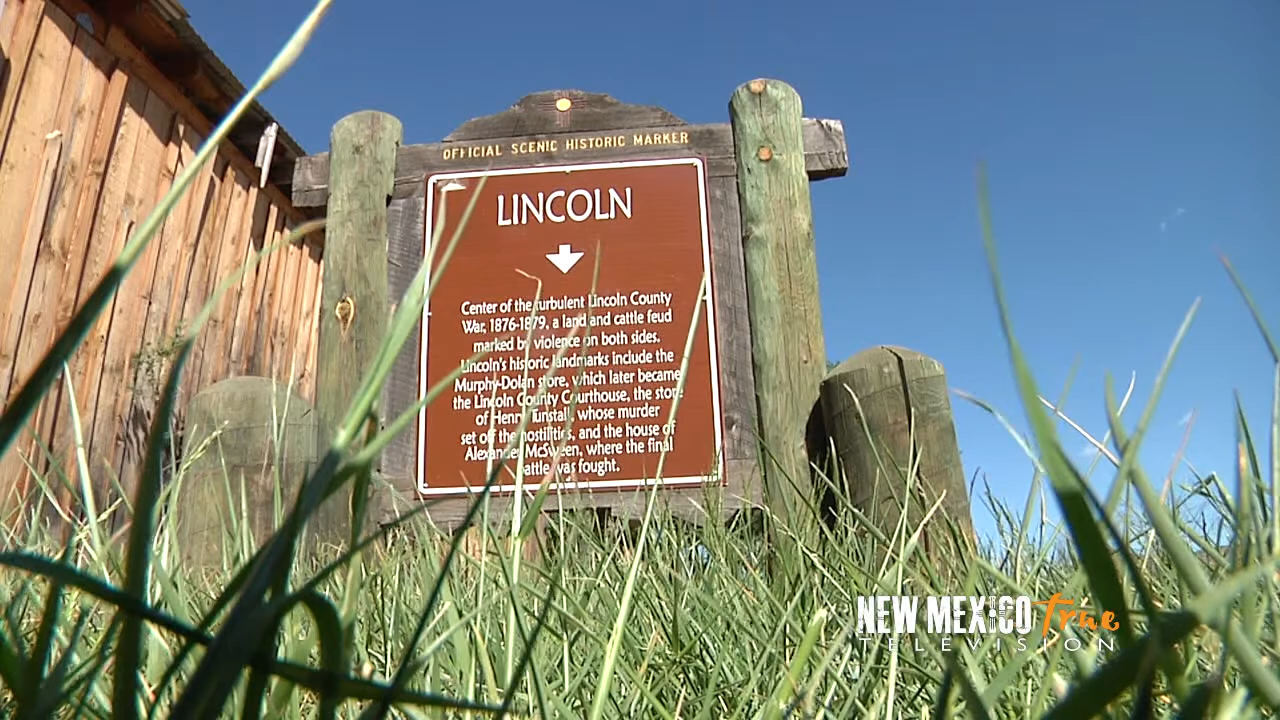 OFFICIAL SCENIC HISTORIC MARKER
LINCOLN
Center of the turbulent Lincoln County
War, 1876-1879, a land and cattle feud
marked by violence on both sides.
Lincoln's historic landmarks include the
Murphy-Dolan store, which later became
the Lincoln County Courthouse, the store
of Henry Tunstall, whose murder
set off the hostilities, and the house of
Alexander McSween, where the final
battle was fought.
NEW MEXICO True
TELEVISION